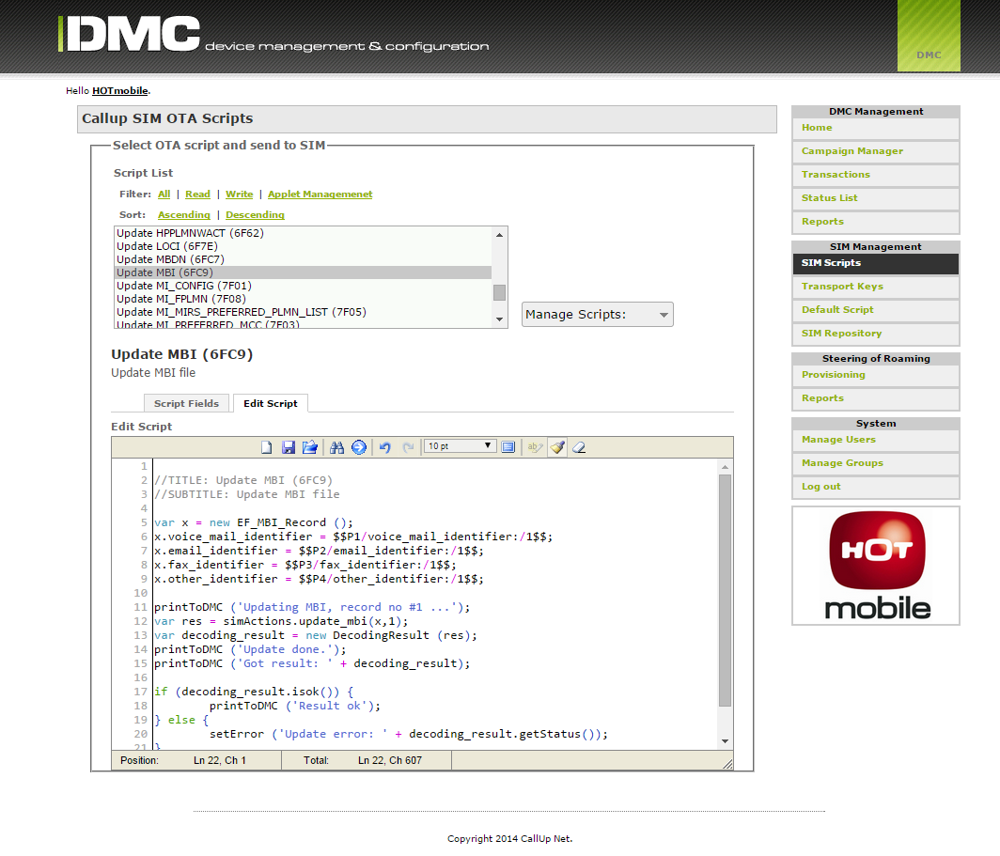 DMC device management & configuration
DMC
Hello HOTmobile.
Callup SIM OTA Scripts
Select OTA script and send to SIM
Script List
Filter: All | Read | Write | Applet Managemenet
Sort: Ascending | Descending
Update HPPLMNWACT (6F62)
Update LOCI (6F7E)
Update MBDN (6FC7)
Update MBI (6FC9)
Update MI_CONFIG (7F01)
Update MI_FPLMN (7F08)
Update MI_MIRS_PREFERRED_PLMN_LIST (7F05)
Update MI_PREFERRED_MCC (7F03)
Manage Scripts:
Update MBI (6FC9)
Update MBI file
Script Fields
Edit Script
Edit Script
10 pt
ab
1
2 //TITLE: Update MBI (6FC9)
3 //SUBTITLE: Update MBI file
4
5 var x = new EF_MBI_Record ();
6 x.voice_mail_identifier = $$P1/voice_mail_identifier:/1$$;
7 x.email_identifier = $$P2/email_identifier:/1$$;
8 x.fax_identifier = $$P3/fax_identifier:/1$$;
9 x.other_identifier = $$P4/other_identifier:/1$$;
10
11 printToDMC ('Updating MBI, record no #1 ...');
12 var res = simActions.update_mbi(x,1);
13 var decoding_result = new DecodingResult (res);
14 printToDMC ('Update done.');
15 printToDMC ('Got result: ' + decoding_result);
16
17 if (decoding_result.isok()) {
18 printToDMC ('Result ok');
19 } else {
20 setError ('Update error: ' + decoding_result.getStatus());
21 }
Position: Ln 22, Ch 1 Total: Ln 22, Ch 607
DMC Management
Home
Campaign Manager
Transactions
Status List
Reports
SIM Management
SIM Scripts
Transport Keys
Default Script
SIM Repository
Steering of Roaming
Provisioning
Reports
System
Manage Users
Manage Groups
Log out
HOT
mobile
Copyright 2014 CallUp Net.